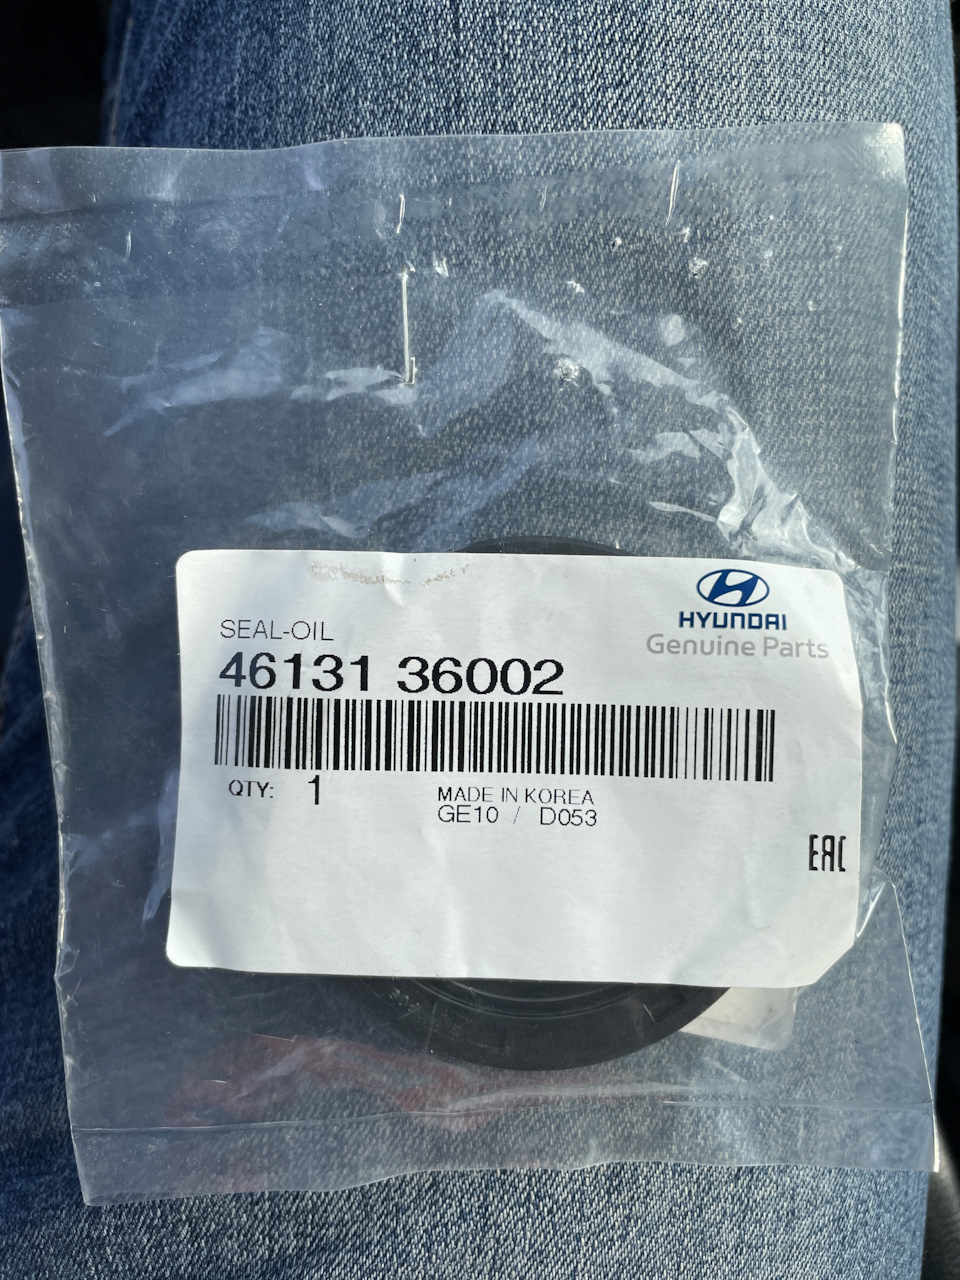 HYUNDAI
Genuine Parts
SEAL-OIL
46131 36002
QTY: 1
MADE IN KOREA
GE10 / D053
EAC